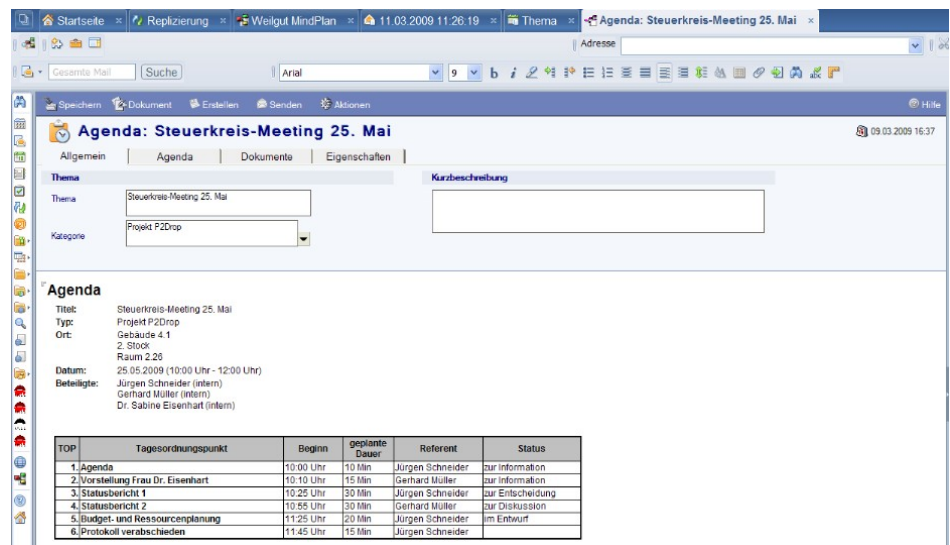 Startseite × Replizierung × Weilgut MindPlan × 11.03.2009 11:26:19 × Thema × Agenda: Steuerkreis-Meeting 25. Mai ×
Adresse
Gesamte Mail Suche Arial 9 b i
Speichern Dokument Erstellen Senden Aktionen Hilfe
Agenda: Steuerkreis-Meeting 25. Mai 09.03.2009 16:37
Allgemein Agenda Dokumente Eigenschaften
Thema Kurzbeschreibung
Thema Steuerkreis-Meeting 25. Mai
Kategorie Projekt P2Drop
Agenda
Titel: Steuerkreis-Meeting 25. Mai
Typ: Projekt P2Drop
Ort: Gebäude 4.1
2. Stock
Raum 2.26
Datum: 25.05.2009 (10:00 Uhr - 12:00 Uhr)
Beteiligte: Jürgen Schneider (intern)
Gerhard Müller (intern)
Dr. Sabine Eisenhart (intern)
TOP Tagesordnungspunkt Beginn geplante Dauer Referent Status
1. Agenda 10:00 Uhr 10 Min Jürgen Schneider zur Information
2. Vorstellung Frau Dr. Eisenhart 10:10 Uhr 15 Min Gerhard Müller zur Information
3. Statusbericht 1 10:25 Uhr 30 Min Jürgen Schneider zur Entscheidung
4. Statusbericht 2 10:55 Uhr 30 Min Gerhard Müller zur Diskussion
5. Budget- und Ressourcenplanung 11:25 Uhr 20 Min Jürgen Schneider im Entwurf
6. Protokoll verabschieden 11:45 Uhr 15 Min Jürgen Schneider